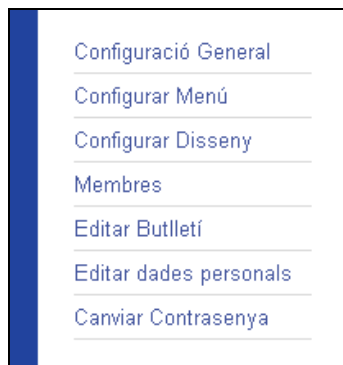 Configuració General
Configurar Menú
Configurar Disseny
Membres
Editar Butlletí
Editar dades personals
Canviar Contrasenya